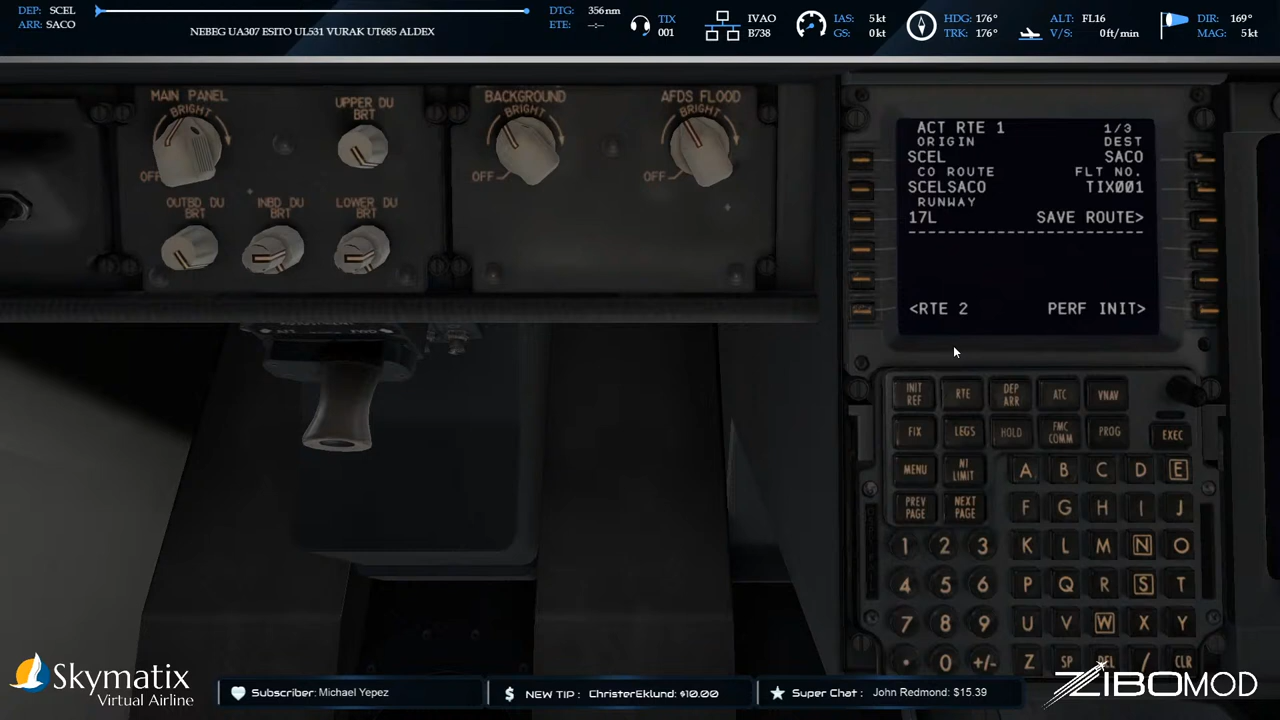 DEP: SCEL
ARR: SACO
NEBEG UA307 ESITO UL531 VURAK UT685 ALDEX
DTG: 356nm
ETE: --:--
TIX
001
IVAO
B738
IAS: 5kt
GS: 0kt
HDG: 176°
TRK: 176°
ALT: FL16
V/S: 0ft/min
DIR: 169°
MAG: 5kt
MAIN PANEL
BRIGHT
OFF
UPPER DU
BRT
OUTBD DU
BRT
INBD DU
BRT
LOWER DU
BRT
BACKGROUND
BRIGHT
OFF
AFDS FLOOD
BRIGHT
OFF
ACT RTE 1 1/3
ORIGIN DEST
SCEL SACO
CO ROUTE FLT NO.
SCELSACO TIX001
RUNWAY
17L SAVE ROUTE>
------------------------
<RTE 2 PERF INIT>
INIT REF
RTE
DEP ARR
ATC
VNAV
FIX
LEGS
HOLD
FMC COMM
PROG
EXEC
MENU
N1 LIMIT
A B C D E
PREV PAGE
NEXT PAGE
F G H I J
1 2 3 K L M N O
4 5 6 P Q R S T
7 8 9 U V W X Y
. 0 +/- Z SP DEL / CLR
Skymatix
Virtual Airline
Subscriber: Michael Yepez
$ NEW TIP : ChristerEklund: $10.00
Super Chat : John Redmond: $15.39
ZIBOMOD